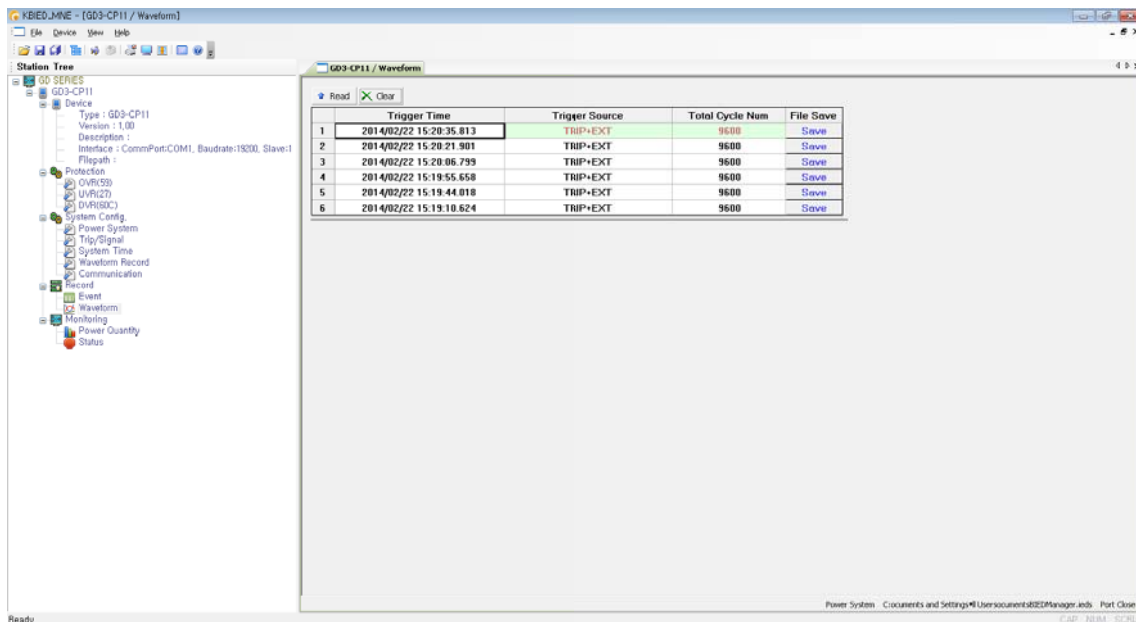 KBIED_MNE - [GD3-CP11 / Waveform]
File Device View Help
Station Tree
GD SERIES
GD3-CP11
Device
Type : GD3-CP11
Version : 1,00
Description :
Interface : CommPort:COM1, Baudrate:19200, Slave:1
Filepath :
Protection
OVR(59)
UVR(27)
OVR(60C)
System Config.
Power System
Trip/Signal
System Time
Waveform Record
Communication
Record
Event
Waveform
Monitoring
Power Quantity
Status
GD3-CP11 / Waveform
Read Clear
Trigger Time Trigger Source Total Cycle Num File Save
1 2014/02/22 15:20:35.813 TRIP+EXT 9600 Save
2 2014/02/22 15:20:21.901 TRIP+EXT 9600 Save
3 2014/02/22 15:20:06.799 TRIP+EXT 9600 Save
4 2014/02/22 15:19:55.658 TRIP+EXT 9600 Save
5 2014/02/22 15:19:44.018 TRIP+EXT 9600 Save
6 2014/02/22 15:19:10.624 TRIP+EXT 9600 Save
Power System Port Close
Ready CAP NUM SCRL